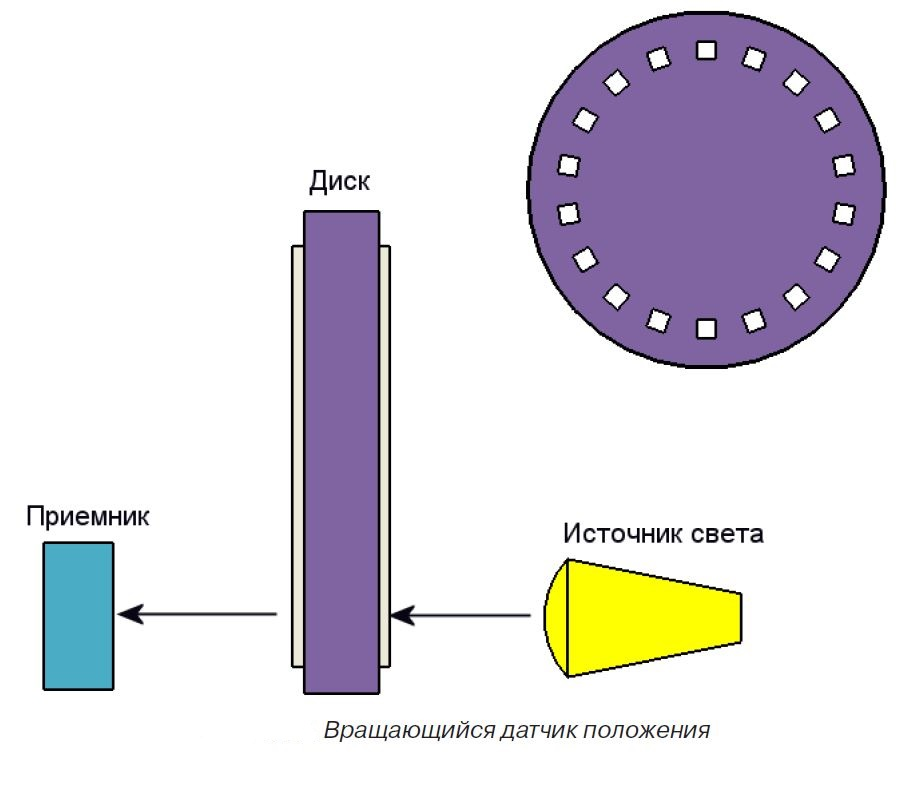 Диск
Приемник
Источник света
Вращающийся датчик положения